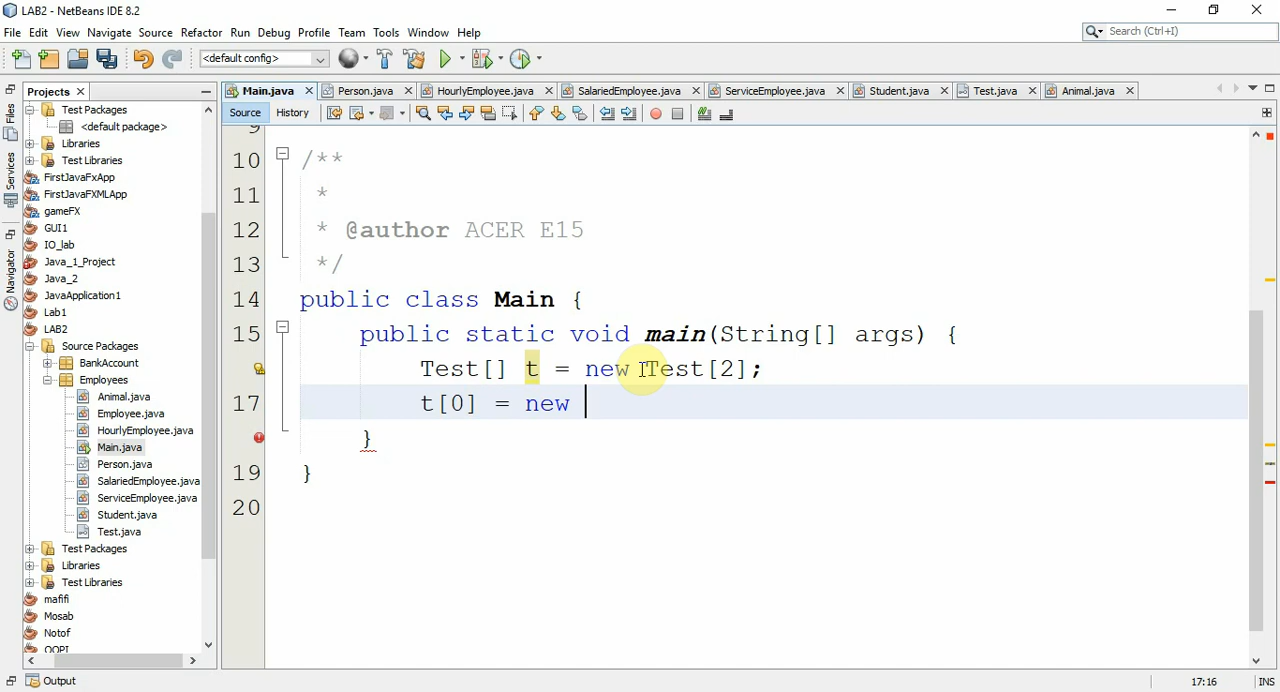 LAB2 - NetBeans IDE 8.2
File Edit View Navigate Source Refactor Run Debug Profile Team Tools Window Help
Search (Ctrl+I)
<default config>
Projects
Main.java Person.java HourlyEmployee.java SalariedEmployee.java ServiceEmployee.java Student.java Test.java Animal.java
Source History
Files
Services
Navigator
Test Packages
<default package>
Libraries
Test Libraries
FirstJavaFxApp
FirstJavaFXMLApp
gameFX
GUI1
IO_lab
Java_1_Project
Java_2
JavaApplication1
Lab1
LAB2
Source Packages
BankAccount
Employees
Animal.java
Employee.java
HourlyEmployee.java
Main.java
Person.java
SalariedEmployee.java
ServiceEmployee.java
Student.java
Test.java
Test Packages
Libraries
Test Libraries
mafifi
Mosab
Notof
OOPI
9
10 /**
11 *
12 * @author ACER E15
13 */
14 public class Main {
15 public static void main(String[] args) {
Test[] t = new Test[2];
17 t[0] = new
}
19 }
20
Output
17:16 INS